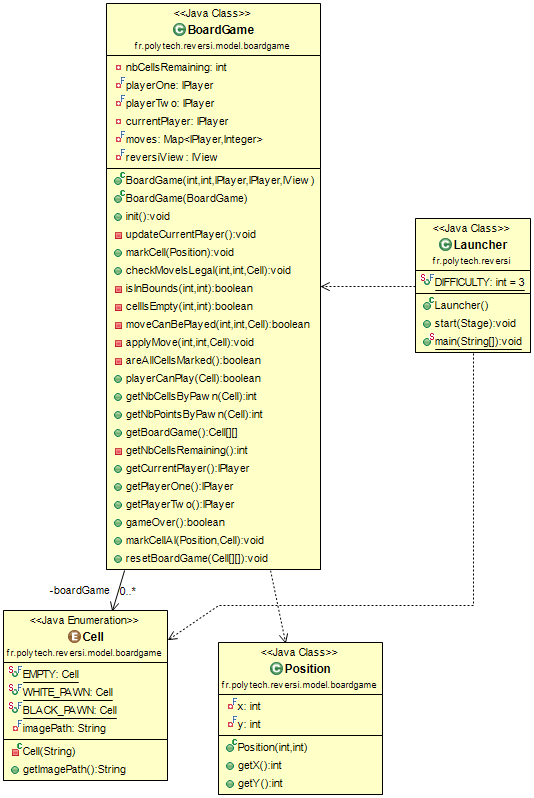 <<Java Class>>
BoardGame
fr.polytech.reversi.model.boardgame
nbCellsRemaining: int
playerOne: IPlayer
playerTwo: IPlayer
currentPlayer: IPlayer
moves: Map<IPlayer,Integer>
reversiView: IView
BoardGame(int,int,IPlayer,IPlayer,IView)
BoardGame(BoardGame)
init():void
updateCurrentPlayer():void
markCell(Position):void
checkMoveIsLegal(int,int,Cell):void
isInBounds(int,int):boolean
cellIsEmpty(int,int):boolean
moveCanBePlayed(int,int,Cell):boolean
applyMove(int,int,Cell):void
areAllCellsMarked():boolean
playerCanPlay(Cell):boolean
getNbCellsByPawn(Cell):int
getNbPointsByPawn(Cell):int
getBoardGame():Cell[][]
getNbCellsRemaining():int
getCurrentPlayer():IPlayer
getPlayerOne():IPlayer
getPlayerTwo():IPlayer
gameOver():boolean
markCellAI(Position,Cell):void
resetBoardGame(Cell[][]):void
<<Java Class>>
Launcher
fr.polytech.reversi
DIFFICULTY: int = 3
Launcher()
start(Stage):void
main(String[]):void
-boardGame 0..*
<<Java Enumeration>>
Cell
fr.polytech.reversi.model.boardgame
EMPTY: Cell
WHITE_PAWN: Cell
BLACK_PAWN: Cell
imagePath: String
Cell(String)
getImagePath():String
<<Java Class>>
Position
fr.polytech.reversi.model.boardgame
x: int
y: int
Position(int,int)
getX():int
getY():int